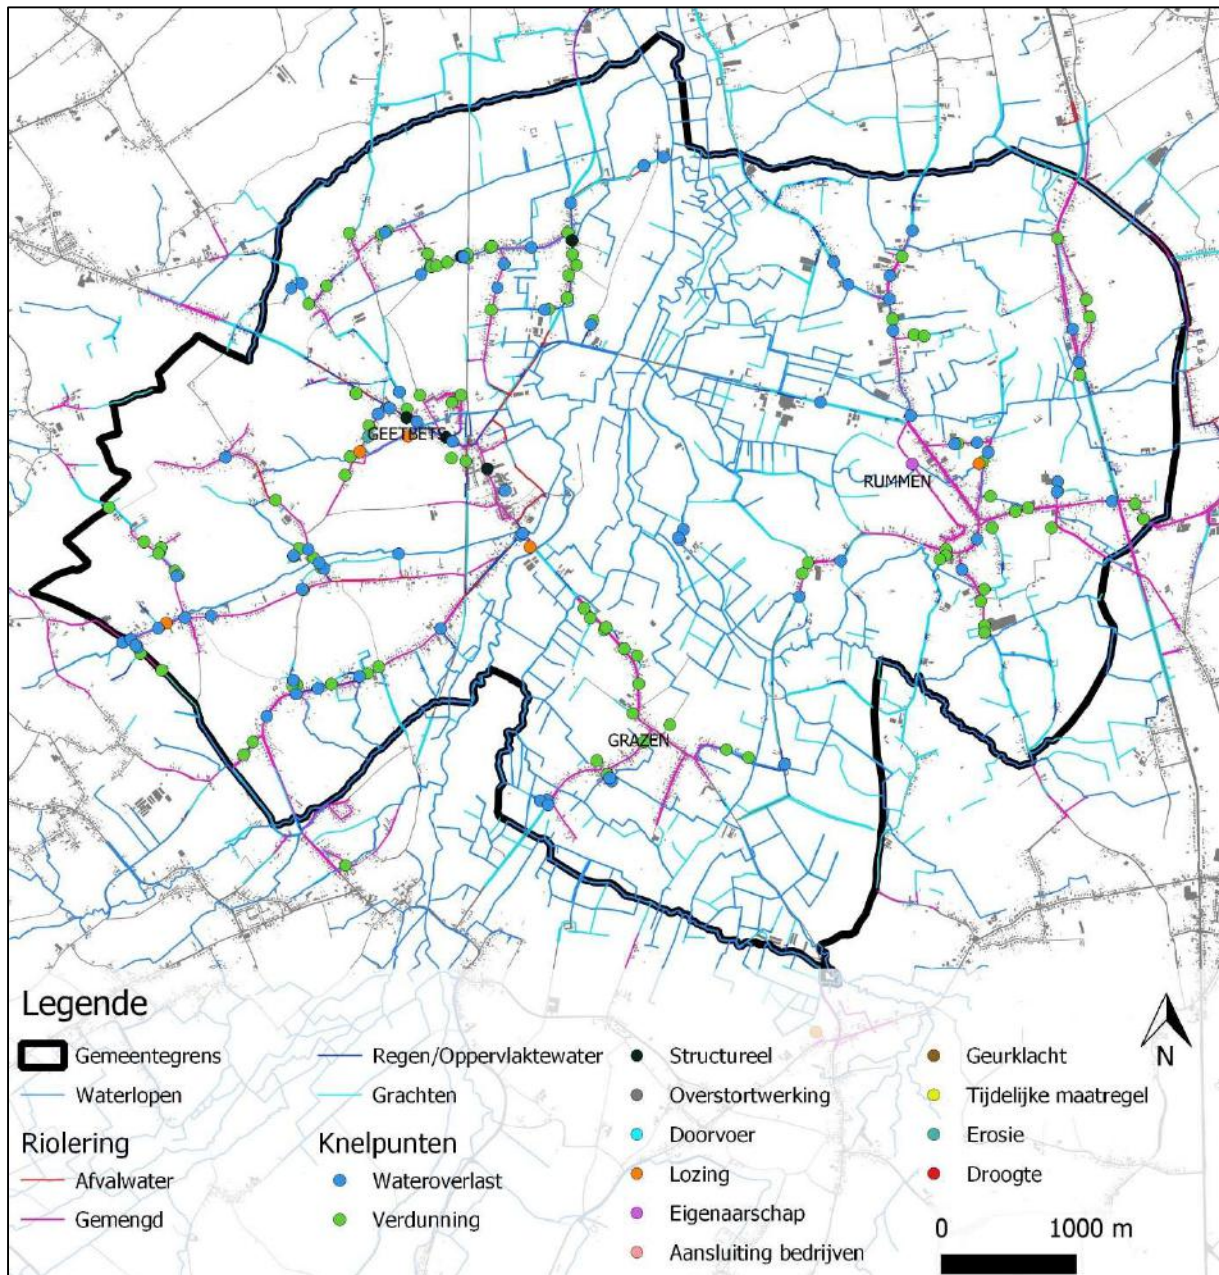 GEETBETS
RUMMEN
GRAZEN
Legende
Gemeentegrens
Waterlopen
Riolering
Afvalwater
Gemengd
Regen/Oppervlaktewater
Grachten
Knelpunten
Wateroverlast
Verdunning
Structureel
Overstortwerking
Doorvoer
Lozing
Eigenaarschap
Aansluiting bedrijven
Geurklacht
Tijdelijke maatregel
Erosie
Droogte
N
0 1000 m